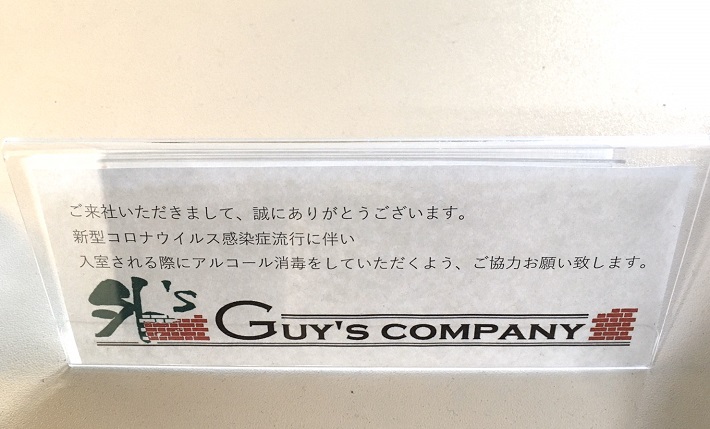 ご来社いただきまして、誠にありがとうございます。
新型コロナウイルス感染症流行に伴い
入室される際にアルコール消毒をしていただくよう、ご協力お願い致します。
外's GUY'S COMPANY